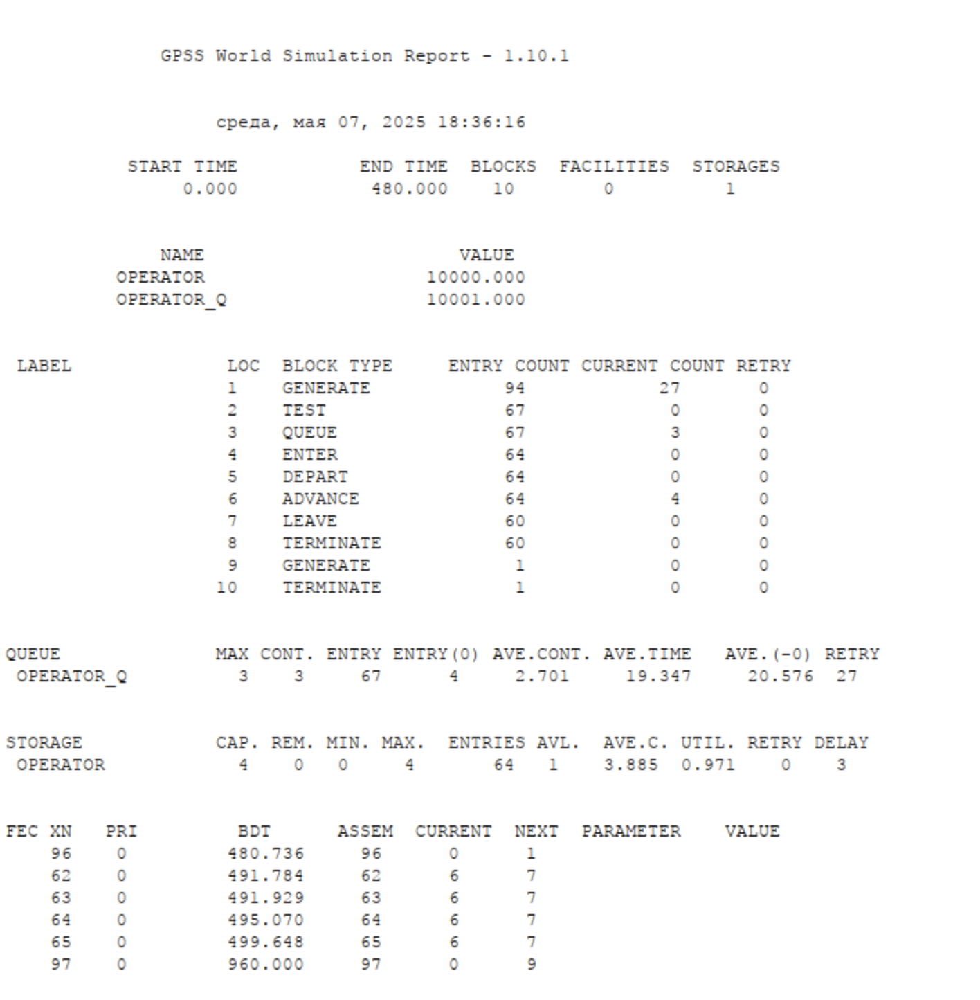 GPSS World Simulation Report - 1.10.1
среда, мая 07, 2025 18:36:16
START TIME END TIME BLOCKS FACILITIES STORAGES
0.000 480.000 10 0 1
NAME VALUE
OPERATOR 10000.000
OPERATOR_Q 10001.000
LABEL LOC BLOCK TYPE ENTRY COUNT CURRENT COUNT RETRY
1 GENERATE 94 27 0
2 TEST 67 0 0
3 QUEUE 67 3 0
4 ENTER 64 0 0
5 DEPART 64 0 0
6 ADVANCE 64 4 0
7 LEAVE 60 0 0
8 TERMINATE 60 0 0
9 GENERATE 1 0 0
10 TERMINATE 1 0 0
QUEUE MAX CONT. ENTRY ENTRY(0) AVE.CONT. AVE.TIME AVE.(-0) RETRY
OPERATOR_Q 3 3 67 4 2.701 19.347 20.576 27
STORAGE CAP. REM. MIN. MAX. ENTRIES AVL. AVE.C. UTIL. RETRY DELAY
OPERATOR 4 0 0 4 64 1 3.885 0.971 0 3
FEC XN PRI BDT ASSEM CURRENT NEXT PARAMETER VALUE
96 0 480.736 96 0 1
62 0 491.784 62 6 7
63 0 491.929 63 6 7
64 0 495.070 64 6 7
65 0 499.648 65 6 7
97 0 960.000 97 0 9